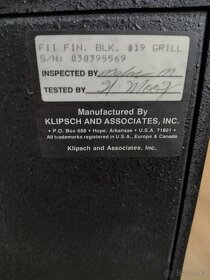 F11 FIN. BLK. #19 GRILL
S/N: 030395569
INSPECTED BY
TESTED BY
Manufactured By
KLIPSCH AND ASSOCIATES, INC.
P.O. Box 688 • Hope, Arkansas • U.S.A. 71801 •
All trademarks registered in U.S.A., Europe & Canada
Klipsch and Associates, Inc.